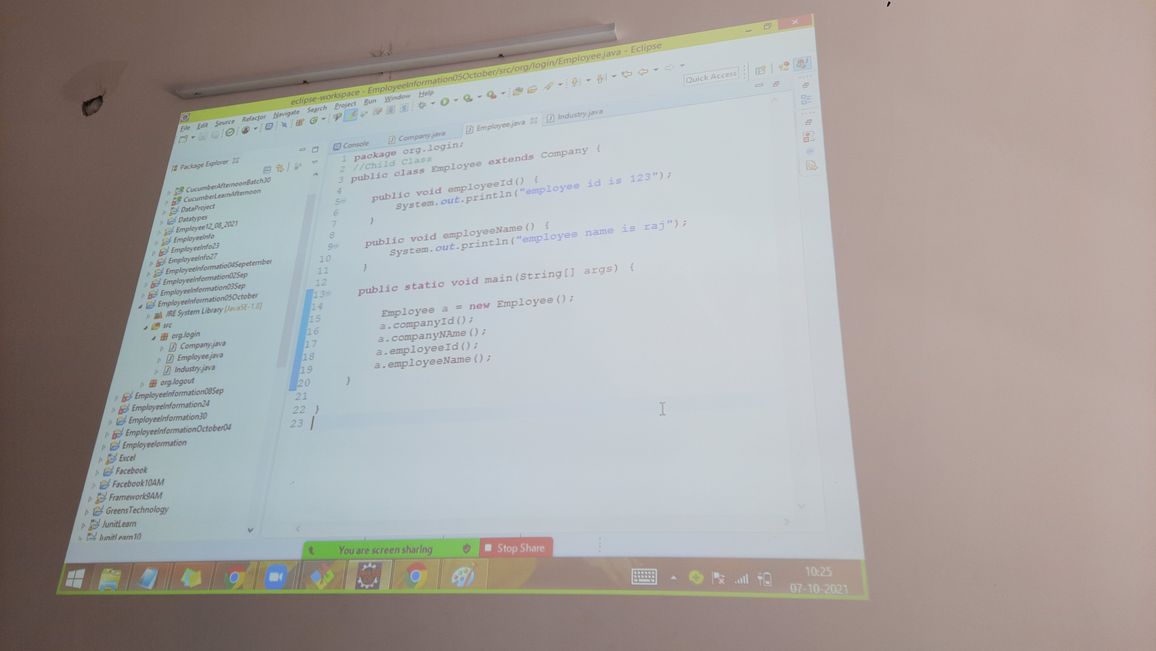 eclipse-workspace - EmployeeInformation05October/src/org/login/Employee.java - Eclipse
File Edit Source Refactor Navigate Search Project Run Window Help
Quick Access
Package Explorer
Console Company.java Employee.java Industry.java
CucumberAfternoonBatch30
CucumberLearnAfternoon
DataProject
Datatypes
Employee12_08_2021
EmployeeInfo
EmployeeInfo23
EmployeeInfo27
EmployeeInformatio04Sepetember
EmployeeInformation02Sep
EmployeeInformation03Sep
EmployeeInformation05October
JRE System Library [JavaSE-1.8]
src
org.login
Company.java
Employee.java
Industry.java
org.logout
EmployeeInformation08Sep
EmployeeInformation24
EmployeeInformation30
EmployeeInformationOctober04
EmployeeIormation
Excel
Facebook
Facebook10AM
Framework9AM
GreensTechnology
JunitLearn
JunitLearn10
1 package org.login;
2 //Child Class
3 public class Employee extends Company {
4
5 public void employeeId() {
6 System.out.println("employee id is 123");
7 }
8
9 public void employeeName() {
10 System.out.println("employee name is raj");
11 }
12
13 public static void main(String[] args) {
14
15 Employee a = new Employee();
16 a.companyId();
17 a.companyNAme();
18 a.employeeId();
19 a.employeeName();
20 }
21
22 }
23
You are screen sharing Stop Share
10:25
07-10-2021